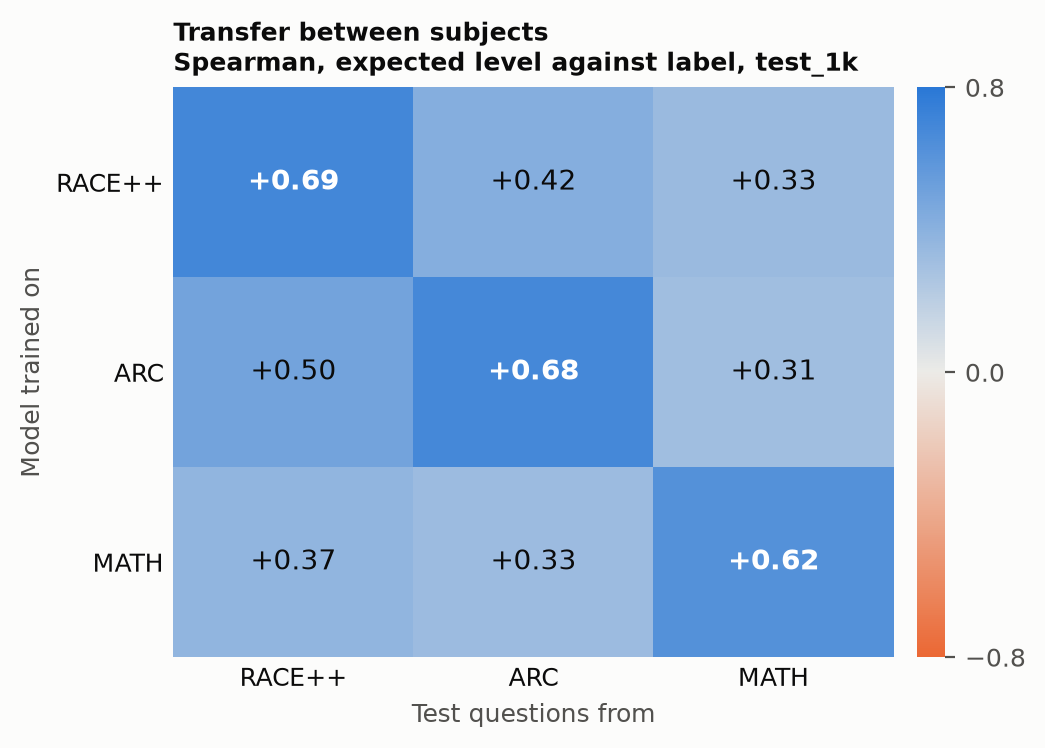 Transfer between subjects
Spearman, expected level against label, test_1k
0.8
RACE++
+0.69
+0.42
+0.33
Model trained on
ARC
+0.50
+0.68
+0.31
0.0
MATH
+0.37
+0.33
+0.62
−0.8
RACE++
ARC
MATH
Test questions from